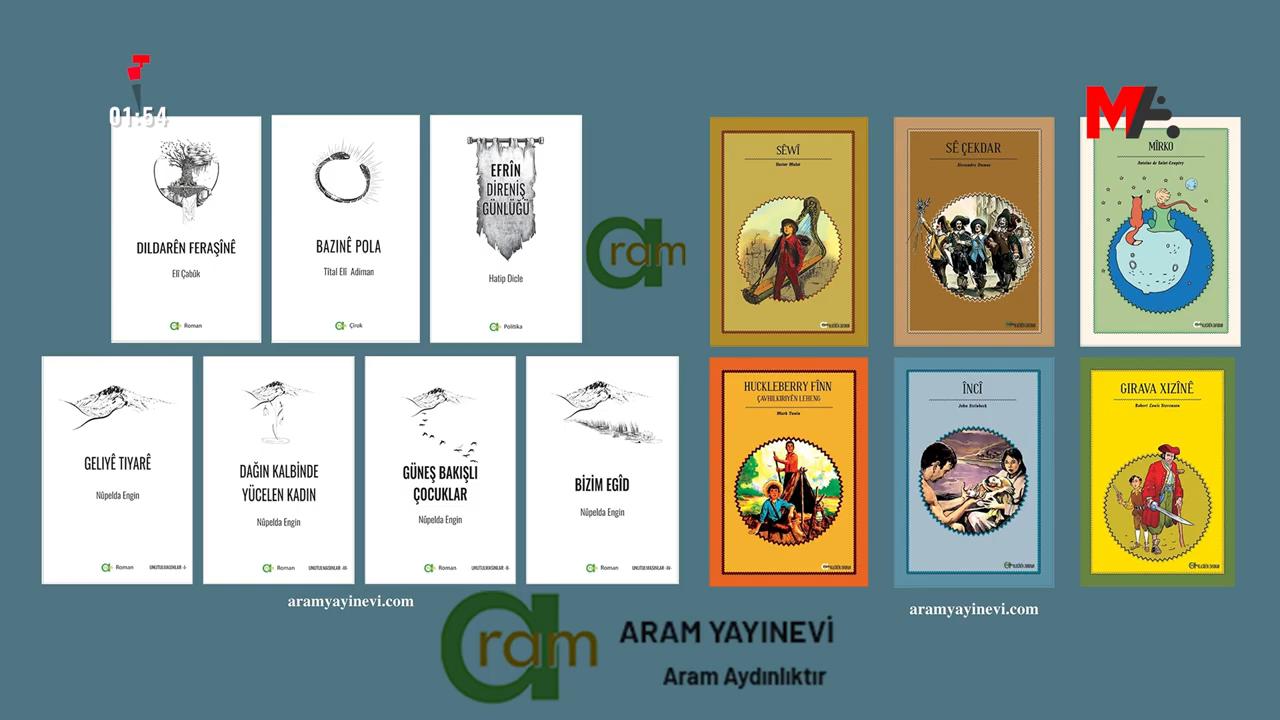 01:54
MA
DILDARÊN FERAŞÎNÊ
Elî Çabûk
Roman
BAZINÊ POLA
Tîtal Elî Adiman
Çîrok
EFRÎN
DİRENİŞ
GÜNLÜĞÜ
Hatip Dicle
Politika
aram
SÊWÎ
Hector Malot
SÊ ÇEKDAR
Alexandre Dumas
MÎRKO
Antoine de Saint-Exupéry
GELIYÊ TIYARÊ
Nûpelda Engin
Roman
UNUTULMASINLAR -I-
DAĞIN KALBİNDE
YÜCELEN KADIN
Nûpelda Engin
Roman
GÜNEŞ BAKIŞLI
ÇOCUKLAR
Nûpelda Engin
Roman
BİZİM EGÎD
Nûpelda Engin
Roman
HUCKLEBERRY FÎNN
ÇAVHILKIRIYÊN LEHENG
Mark Twain
ÎNCÎ
John Steinbeck
GIRAVA XIZÎNÊ
Robert Lewis Stevenson
aramyayinevi.com
aramyayinevi.com
aram
ARAM YAYINEVİ
Aram Aydınlıktır